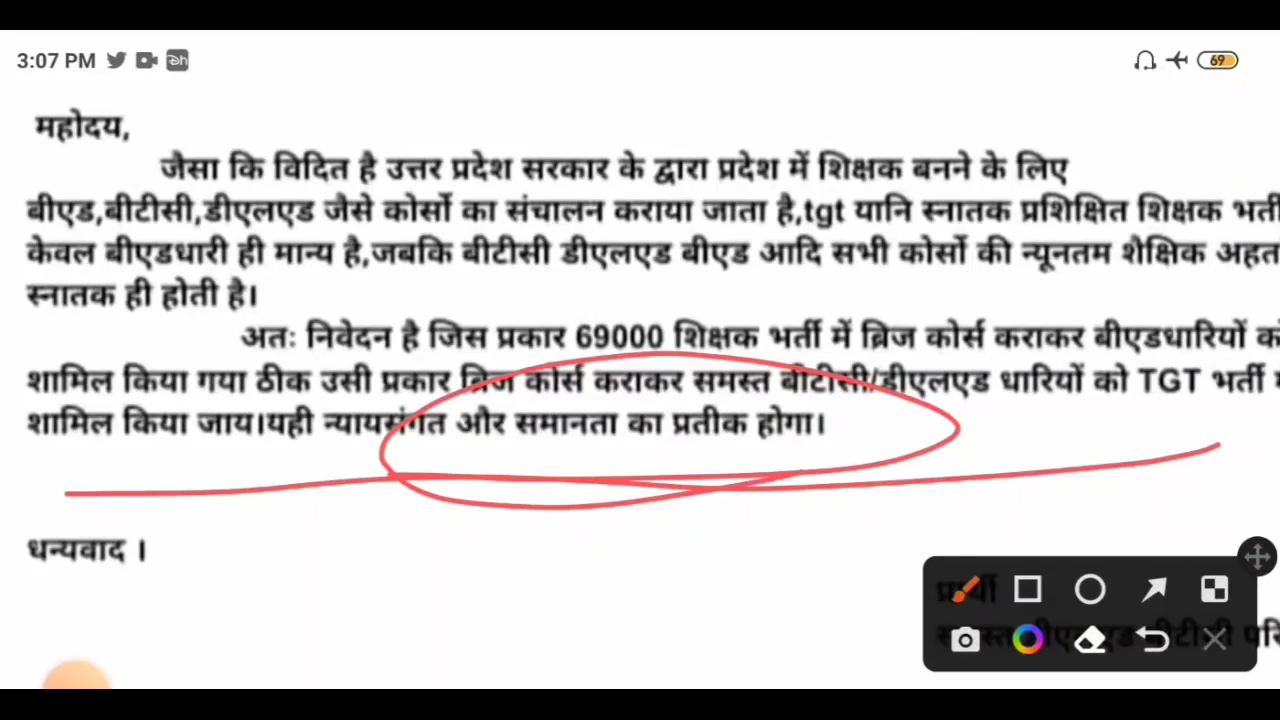 3:07 PM
69
महोदय,
जैसा कि विदित है उत्तर प्रदेश सरकार के द्वारा प्रदेश में शिक्षक बनने के लिए
बीएड,बीटीसी,डीएलएड जैसे कोर्सो का संचालन कराया जाता है,tgt यानि स्नातक प्रशिक्षित शिक्षक भर्ती
केवल बीएडधारी ही मान्य है,जबकि बीटीसी डीएलएड बीएड आदि सभी कोर्सो की न्यूनतम शैक्षिक अहत
स्नातक ही होती है।
अतः निवेदन है जिस प्रकार 69000 शिक्षक भर्ती में ब्रिज कोर्स कराकर बीएडधारियों को
शामिल किया गया ठीक उसी प्रकार ब्रिज कोर्स कराकर समस्त बीटीसी/डीएलएड धारियों को TGT भर्ती
शामिल किया जाय।यही न्यायसंगत और समानता का प्रतीक होगा।
धन्यवाद ।
प्रार्थी